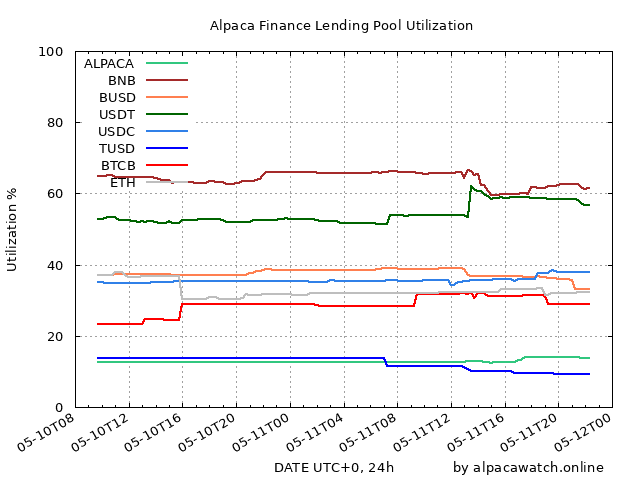 Alpaca Finance Lending Pool Utilization
100
80
60
40
20
0
Utilization %
ALPACA
BNB
BUSD
USDT
USDC
TUSD
BTCB
ETH
05-10T08
05-10T12
05-10T16
05-10T20
05-11T00
05-11T04
05-11T08
05-11T12
05-11T16
05-11T20
05-12T00
DATE UTC+0, 24h
by alpacawatch.online